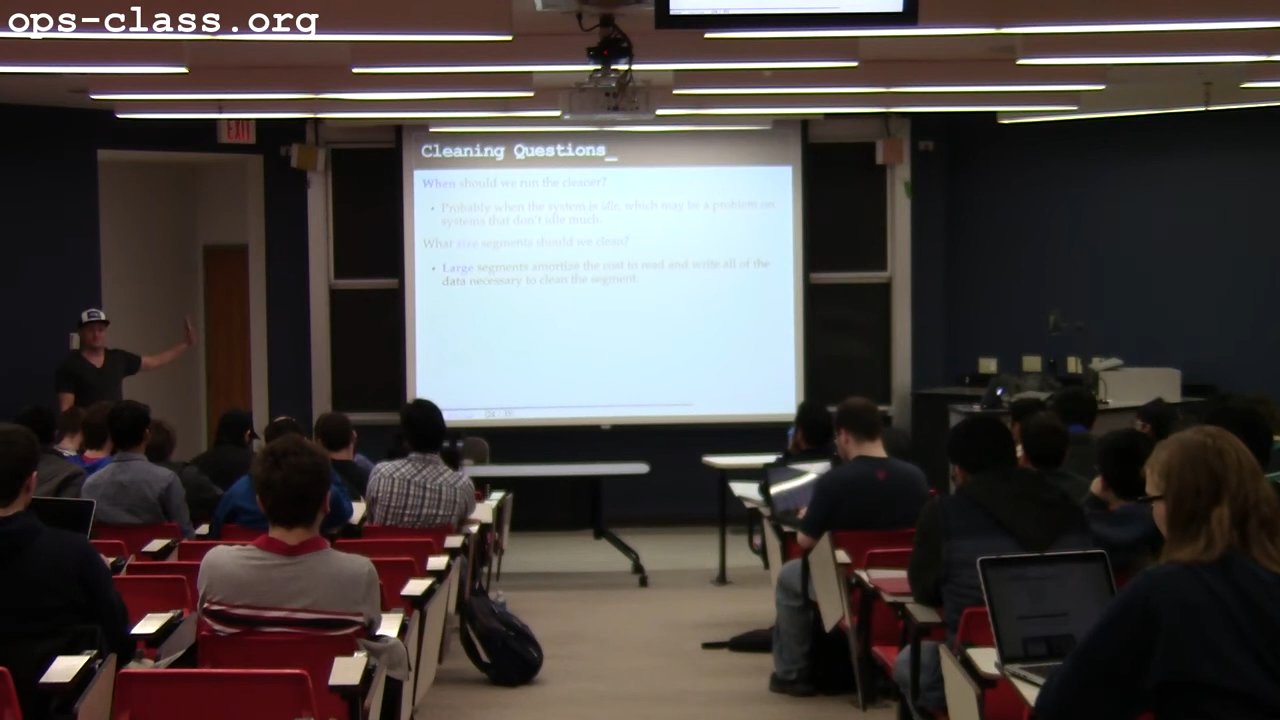 ops-class.org
EXIT
Cleaning Questions_
When should we run the cleaner?
• Probably when the system is idle, which may be a problem on
systems that don't idle much.
What size segments should we clean?
• Large segments amortize the cost to read and write all of the
data necessary to clean the segment.